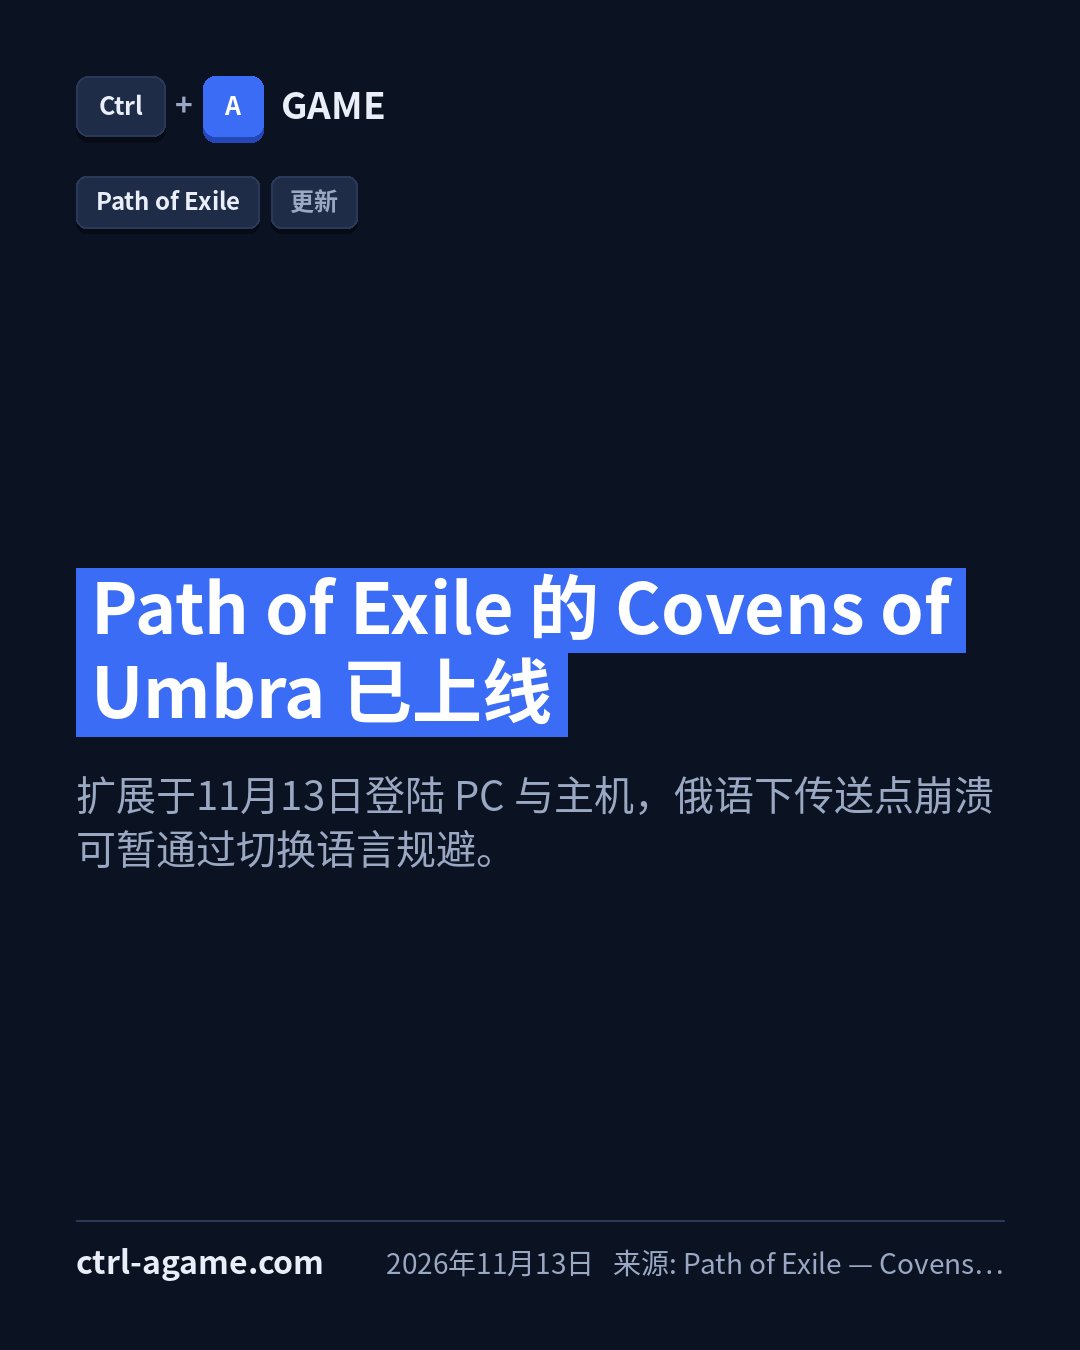 Ctrl + A GAME
Path of Exile 更新
Path of Exile 的 Covens of
Umbra 已上线
扩展于11月13日登陆 PC 与主机，俄语下传送点崩溃
可暂通过切换语言规避。
ctrl-agame.com 2026年11月13日 来源: Path of Exile — Covens…